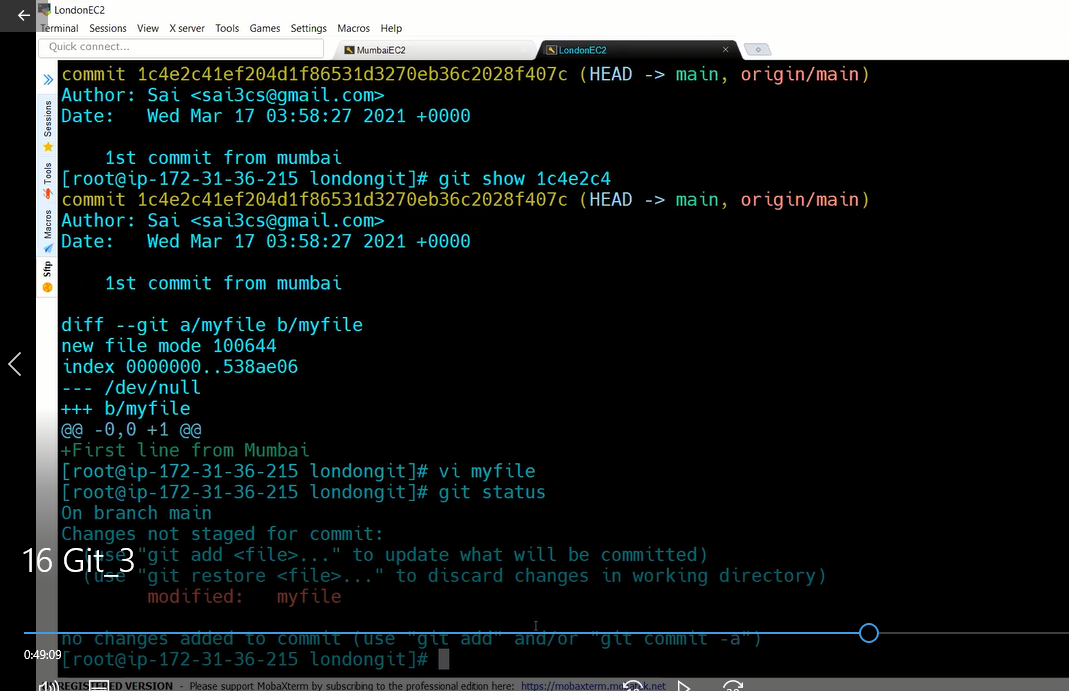 LondonEC2
Terminal Sessions View X server Tools Games Settings Macros Help
Quick connect...
MumbaiEC2
LondonEC2
Sessions
Tools
Macros
Sftp
commit 1c4e2c41ef204d1f86531d3270eb36c2028f407c (HEAD -> main, origin/main)
Author: Sai <sai3cs@gmail.com>
Date:   Wed Mar 17 03:58:27 2021 +0000
1st commit from mumbai
[root@ip-172-31-36-215 londongit]# git show 1c4e2c4
commit 1c4e2c41ef204d1f86531d3270eb36c2028f407c (HEAD -> main, origin/main)
Author: Sai <sai3cs@gmail.com>
Date:   Wed Mar 17 03:58:27 2021 +0000
1st commit from mumbai
diff --git a/myfile b/myfile
new file mode 100644
index 0000000..538ae06
--- /dev/null
+++ b/myfile
@@ -0,0 +1 @@
+First line from Mumbai
[root@ip-172-31-36-215 londongit]# vi myfile
[root@ip-172-31-36-215 londongit]# git status
On branch main
Changes not staged for commit:
(use "git add <file>..." to update what will be committed)
16 Git_3
(use "git restore <file>..." to discard changes in working directory)
modified:   myfile
no changes added to commit (use "git add" and/or "git commit -a")
0:49:09
[root@ip-172-31-36-215 londongit]#
REGISTERED VERSION - Please support MobaXterm by subscribing to the professional edition here: